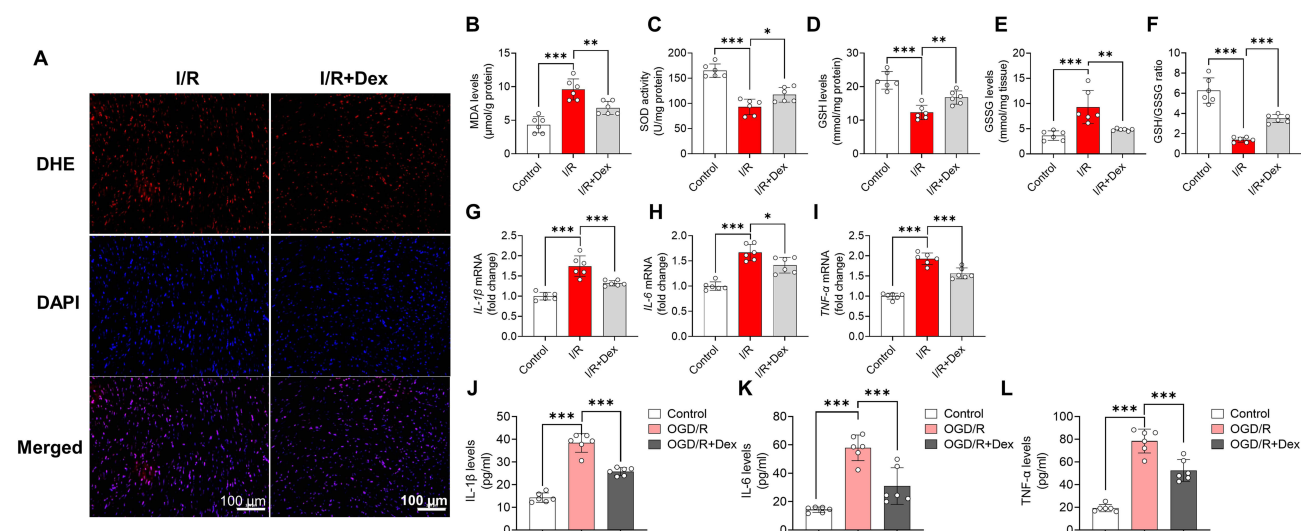 A
I/R
I/R+Dex
DHE
DAPI
Merged
100 µm
100 µm
B
MDA levels
(µmol/g protein)
15
10
5
0
***
**
Control
I/R
I/R+Dex
C
SOD activity
(U/mg protein)
200
150
100
50
0
***
*
Control
I/R
I/R+Dex
D
GSH levels
(mmol/mg protein)
30
20
10
0
***
**
Control
I/R
I/R+Dex
E
GSSG levels
(mmol/mg tissue)
20
15
10
5
0
***
**
Control
I/R
I/R+Dex
F
GSH/GSSG ratio
10
8
6
4
2
0
***
***
Control
I/R
I/R+Dex
G
IL-1β mRNA
(fold change)
2.5
2.0
1.5
1.0
0.5
0.0
***
***
Control
I/R
I/R+Dex
H
IL-6 mRNA
(fold change)
2.5
2.0
1.5
1.0
0.5
0.0
***
*
Control
I/R
I/R+Dex
I
TNF-α mRNA
(fold change)
2.5
2.0
1.5
1.0
0.5
0.0
***
***
Control
I/R
I/R+Dex
J
IL-1β levels
(pg/ml)
50
40
30
20
10
0
***
***
Control
OGD/R
OGD/R+Dex
K
IL-6 levels
(pg/ml)
80
60
40
20
0
***
***
Control
OGD/R
OGD/R+Dex
L
TNF-α levels
(pg/ml)
100
80
60
40
20
0
***
***
Control
OGD/R
OGD/R+Dex